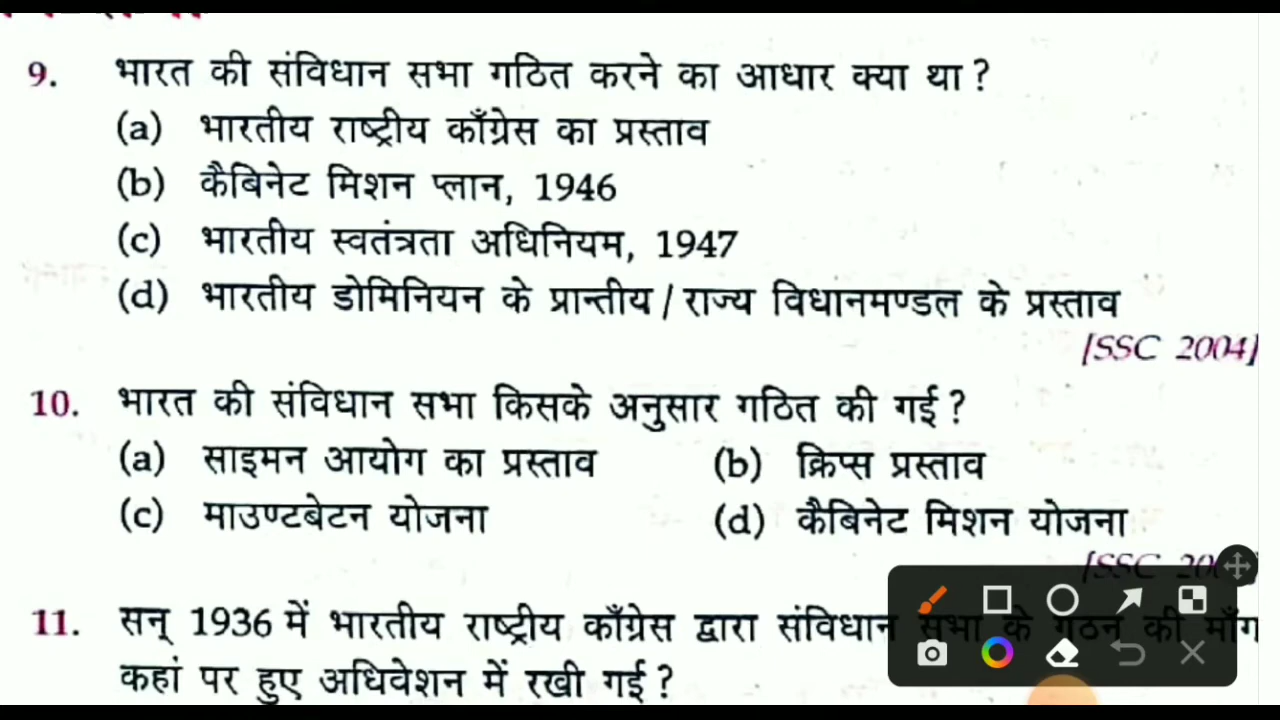 9. भारत की संविधान सभा गठित करने का आधार क्या था ?
(a) भारतीय राष्ट्रीय काँग्रेस का प्रस्ताव
(b) कैबिनेट मिशन प्लान, 1946
(c) भारतीय स्वतंत्रता अधिनियम, 1947
(d) भारतीय डोमिनियन के प्रान्तीय / राज्य विधानमण्डल के प्रस्ताव
[SSC 2004]
10. भारत की संविधान सभा किसके अनुसार गठित की गई ?
(a) साइमन आयोग का प्रस्ताव (b) क्रिप्स प्रस्ताव
(c) माउण्टबेटन योजना (d) कैबिनेट मिशन योजना
[SSC
11. सन् 1936 में भारतीय राष्ट्रीय काँग्रेस द्वारा संविधान सभा के गठन की माँग
कहां पर हुए अधिवेशन में रखी गई ?